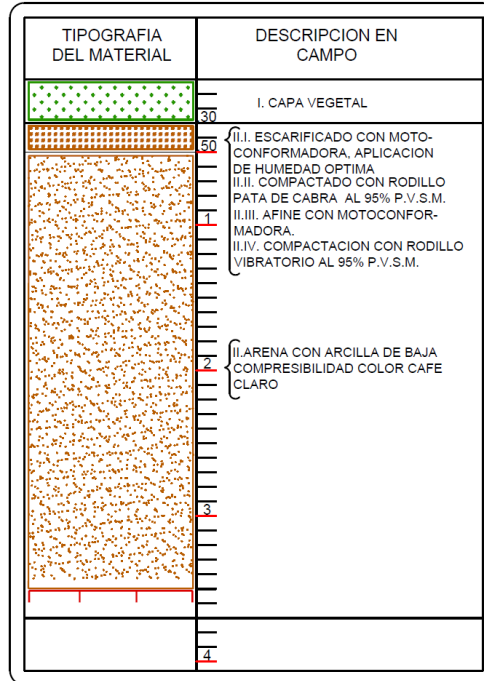 TIPOGRAFIA
DEL MATERIAL
DESCRIPCION EN
CAMPO
I. CAPA VEGETAL
30
50
II.I. ESCARIFICADO CON MOTO-
CONFORMADORA, APLICACION
DE HUMEDAD OPTIMA
II.II. COMPACTADO CON RODILLO
PATA DE CABRA AL 95% P.V.S.M.
II.III. AFINE CON MOTOCONFOR-
MADORA.
II.IV. COMPACTACION CON RODILLO
VIBRATORIO AL 95% P.V.S.M.
1
II.ARENA CON ARCILLA DE BAJA
COMPRESIBILIDAD COLOR CAFE
CLARO
2
3
4